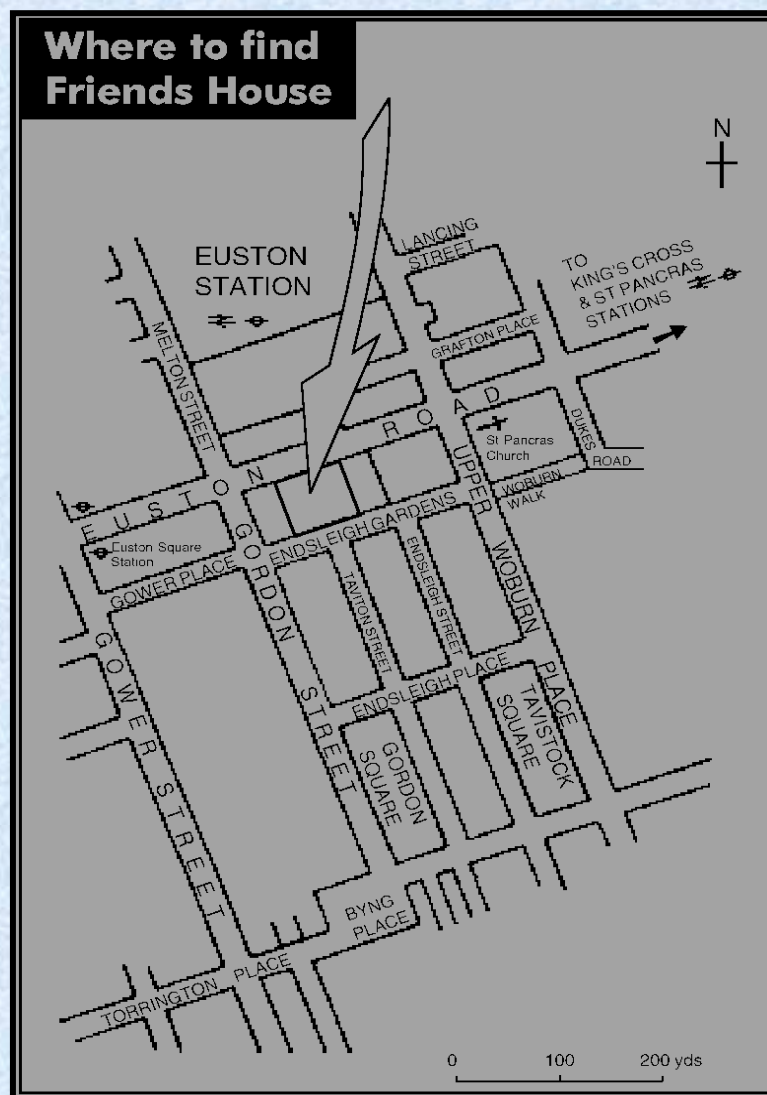 Where to find
Friends House
N
EUSTON
STATION
LANCING
STREET
TO
KING'S CROSS
& ST PANCRAS
STATIONS
MELTON STREET
GRAFTON PLACE
EUSTON ROAD
St Pancras
Church
DUKES
ROAD
WOBURN
WALK
UPPER WOBURN PLACE
ENDSLEIGH GARDENS
Euston Square
Station
GOWER PLACE
GORDON STREET
TAVITON STREET
ENDSLEIGH STREET
ENDSLEIGH PLACE
GOWER STREET
GORDON
SQUARE
TAVISTOCK
SQUARE
BYNG
PLACE
TORRINGTON PLACE
0 100 200 yds